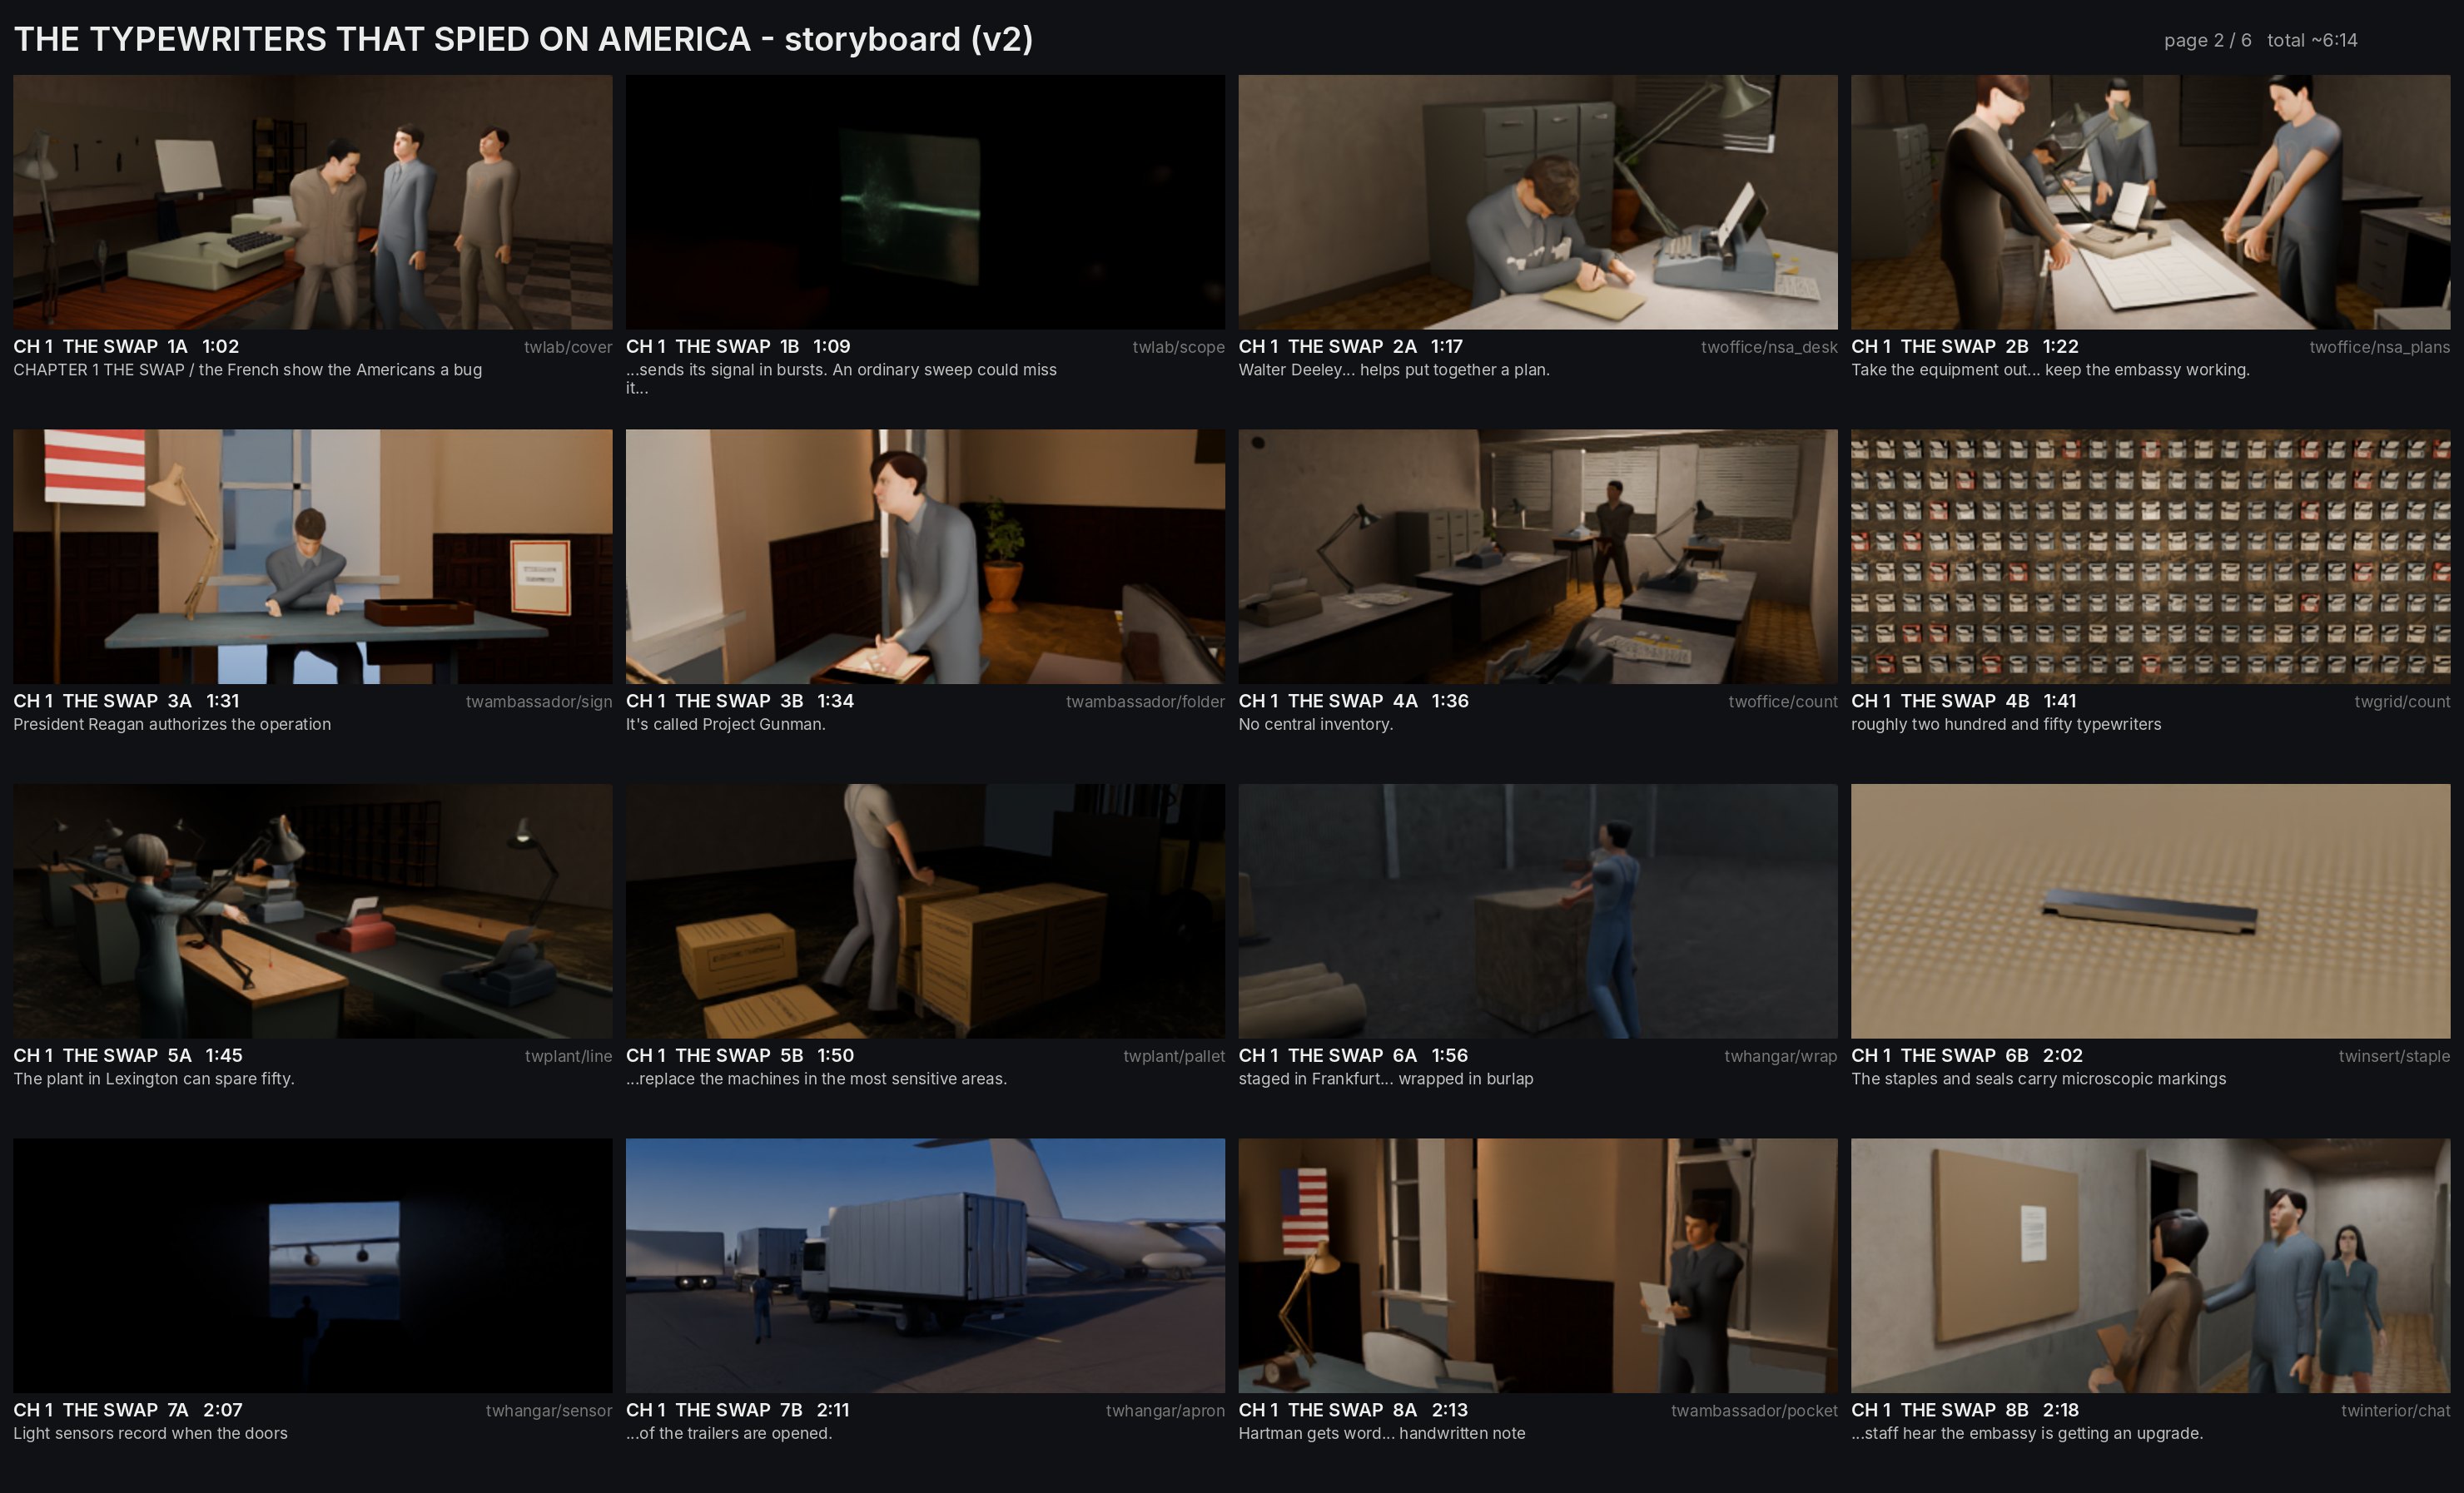 THE TYPEWRITERS THAT SPIED ON AMERICA - storyboard (v2)
page 2 / 6 total ~6:14
CH 1 THE SWAP 1A 1:02 twlab/cover
CHAPTER 1 THE SWAP / the French show the Americans a bug
CH 1 THE SWAP 1B 1:09 twlab/scope
...sends its signal in bursts. An ordinary sweep could miss
it...
CH 1 THE SWAP 2A 1:17 twoffice/nsa_desk
Walter Deeley... helps put together a plan.
CH 1 THE SWAP 2B 1:22 twoffice/nsa_plans
Take the equipment out... keep the embassy working.
CH 1 THE SWAP 3A 1:31 twambassador/sign
President Reagan authorizes the operation
CH 1 THE SWAP 3B 1:34 twambassador/folder
It's called Project Gunman.
CH 1 THE SWAP 4A 1:36 twoffice/count
No central inventory.
CH 1 THE SWAP 4B 1:41 twgrid/count
roughly two hundred and fifty typewriters
CH 1 THE SWAP 5A 1:45 twplant/line
The plant in Lexington can spare fifty.
CH 1 THE SWAP 5B 1:50 twplant/pallet
...replace the machines in the most sensitive areas.
CH 1 THE SWAP 6A 1:56 twhangar/wrap
staged in Frankfurt... wrapped in burlap
CH 1 THE SWAP 6B 2:02 twinsert/staple
The staples and seals carry microscopic markings
CH 1 THE SWAP 7A 2:07 twhangar/sensor
Light sensors record when the doors
CH 1 THE SWAP 7B 2:11 twhangar/apron
...of the trailers are opened.
CH 1 THE SWAP 8A 2:13 twambassador/pocket
Hartman gets word... handwritten note
CH 1 THE SWAP 8B 2:18 twinterior/chat
...staff hear the embassy is getting an upgrade.